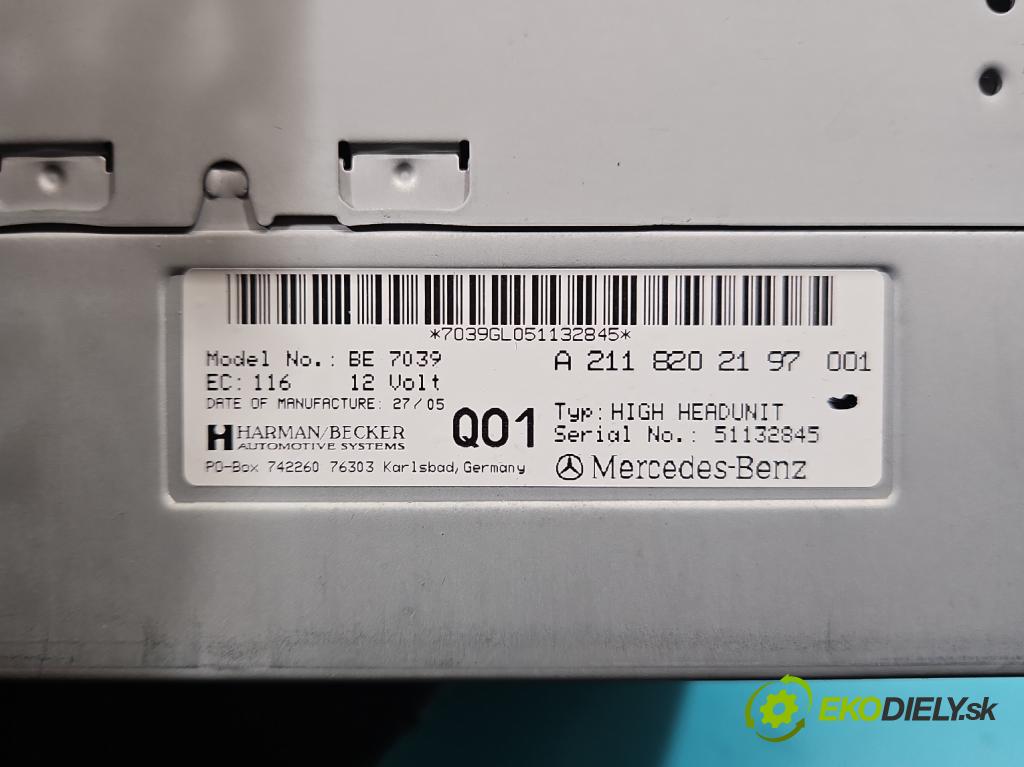 *7039GL051132845*
Model No.: BE 7039 A 211 820 21 97 001
EC: 116 12 Volt
DATE OF MANUFACTURE: 27/05
Q01
Typ: HIGH HEADUNIT
HARMAN/BECKER
AUTOMOTIVE SYSTEMS
Serial No.: 51132845
PO-Box 742260 76303 Karlsbad, Germany
Mercedes-Benz
EKODIELY.sk